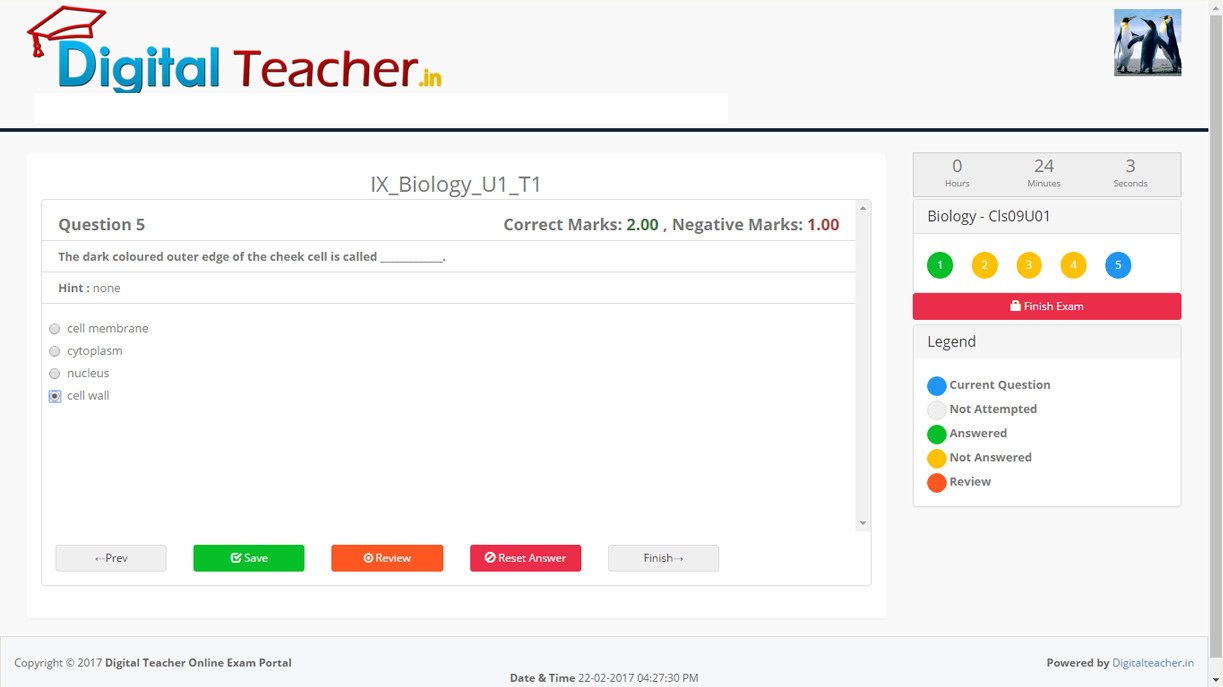 Digital Teacher.in
IX_Biology_U1_T1
Question 5
Correct Marks: 2.00 , Negative Marks: 1.00
The dark coloured outer edge of the cheek cell is called ____________.
Hint : none
cell membrane
cytoplasm
nucleus
cell wall
←Prev
Save
Review
Reset Answer
Finish→
0 24 3
Hours Minutes Seconds
Biology - Cls09U01
1 2 3 4 5
Finish Exam
Legend
Current Question
Not Attempted
Answered
Not Answered
Review
Copyright © 2017 Digital Teacher Online Exam Portal
Powered by Digitalteacher.in
Date & Time 22-02-2017 04:27:30 PM